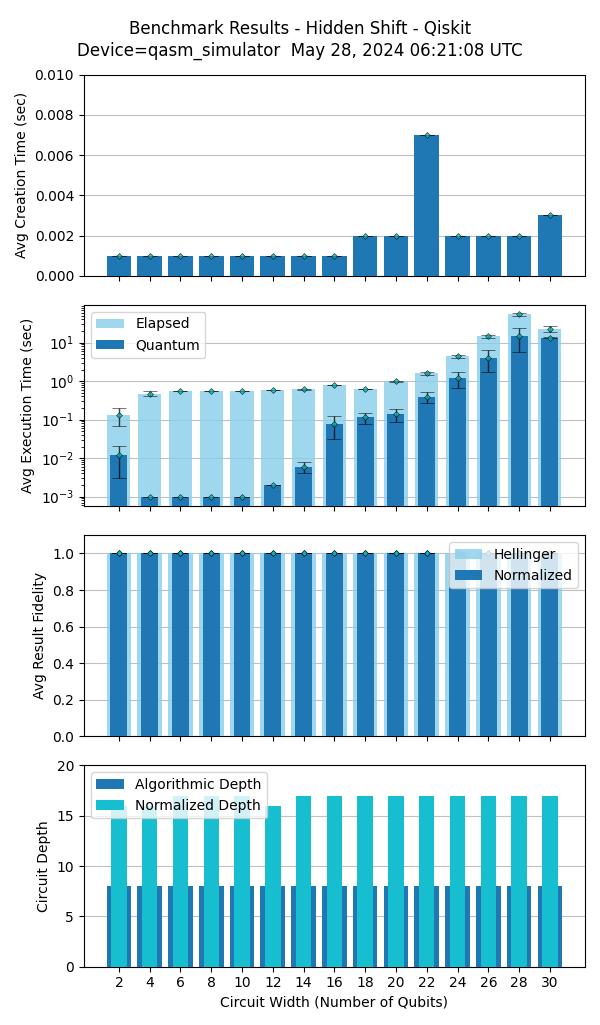 Benchmark Results - Hidden Shift - Qiskit
Device=qasm_simulator  May 28, 2024 06:21:08 UTC
Avg Creation Time (sec)
0.010
0.008
0.006
0.004
0.002
0.000
Avg Execution Time (sec)
Elapsed
Quantum
10¹
10⁰
10⁻¹
10⁻²
10⁻³
Avg Result Fidelity
Hellinger
Normalized
1.0
0.8
0.6
0.4
0.2
0.0
Circuit Depth
Algorithmic Depth
Normalized Depth
20
15
10
5
0
2 4 6 8 10 12 14 16 18 20 22 24 26 28 30
Circuit Width (Number of Qubits)